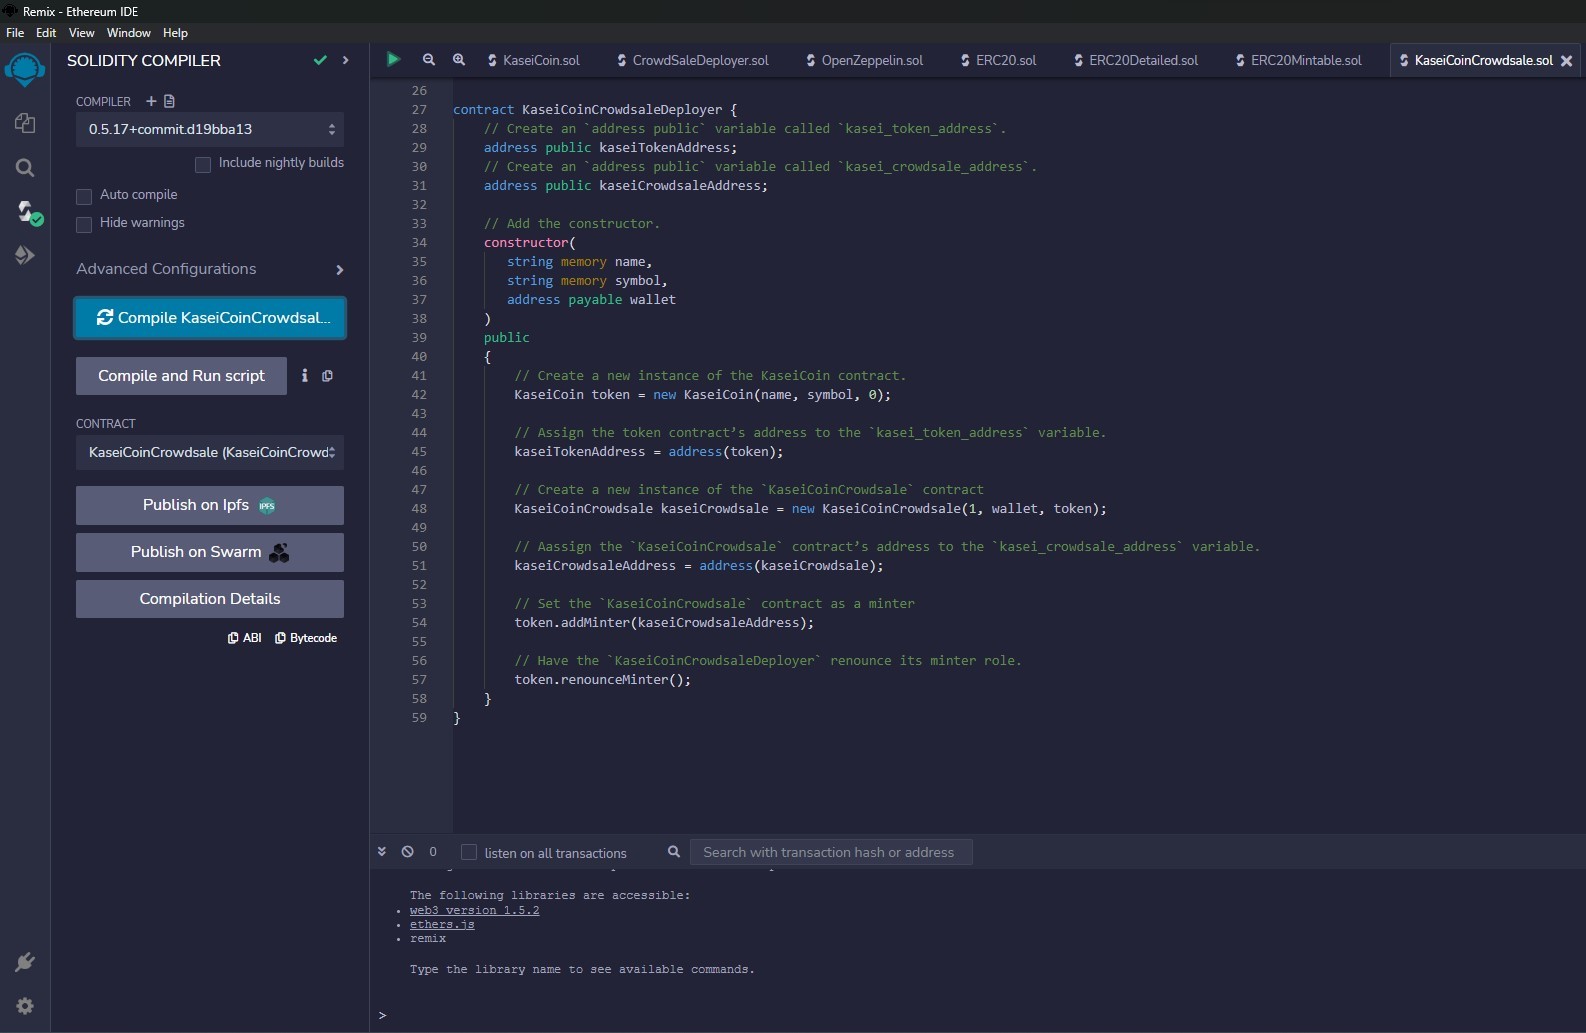 Remix - Ethereum IDE
File Edit View Window Help
SOLIDITY COMPILER
COMPILER
0.5.17+commit.d19bba13
Include nightly builds
Auto compile
Hide warnings
Advanced Configurations
Compile KaseiCoinCrowdsal...
Compile and Run script
CONTRACT
KaseiCoinCrowdsale (KaseiCoinCrowd
Publish on Ipfs
IPFS
Publish on Swarm
Compilation Details
ABI Bytecode
KaseiCoin.sol CrowdSaleDeployer.sol OpenZeppelin.sol ERC20.sol ERC20Detailed.sol ERC20Mintable.sol KaseiCoinCrowdsale.sol
26
27 contract KaseiCoinCrowdsaleDeployer {
28 // Create an `address public` variable called `kasei_token_address`.
29 address public kaseiTokenAddress;
30 // Create an `address public` variable called `kasei_crowdsale_address`.
31 address public kaseiCrowdsaleAddress;
32
33 // Add the constructor.
34 constructor(
35 string memory name,
36 string memory symbol,
37 address payable wallet
38 )
39 public
40 {
41 // Create a new instance of the KaseiCoin contract.
42 KaseiCoin token = new KaseiCoin(name, symbol, 0);
43
44 // Assign the token contract’s address to the `kasei_token_address` variable.
45 kaseiTokenAddress = address(token);
46
47 // Create a new instance of the `KaseiCoinCrowdsale` contract
48 KaseiCoinCrowdsale kaseiCrowdsale = new KaseiCoinCrowdsale(1, wallet, token);
49
50 // Aassign the `KaseiCoinCrowdsale` contract’s address to the `kasei_crowdsale_address` variable.
51 kaseiCrowdsaleAddress = address(kaseiCrowdsale);
52
53 // Set the `KaseiCoinCrowdsale` contract as a minter
54 token.addMinter(kaseiCrowdsaleAddress);
55
56 // Have the `KaseiCoinCrowdsaleDeployer` renounce its minter role.
57 token.renounceMinter();
58 }
59 }
0 listen on all transactions Search with transaction hash or address
The following libraries are accessible:
• web3 version 1.5.2
• ethers.js
• remix
Type the library name to see available commands.
>